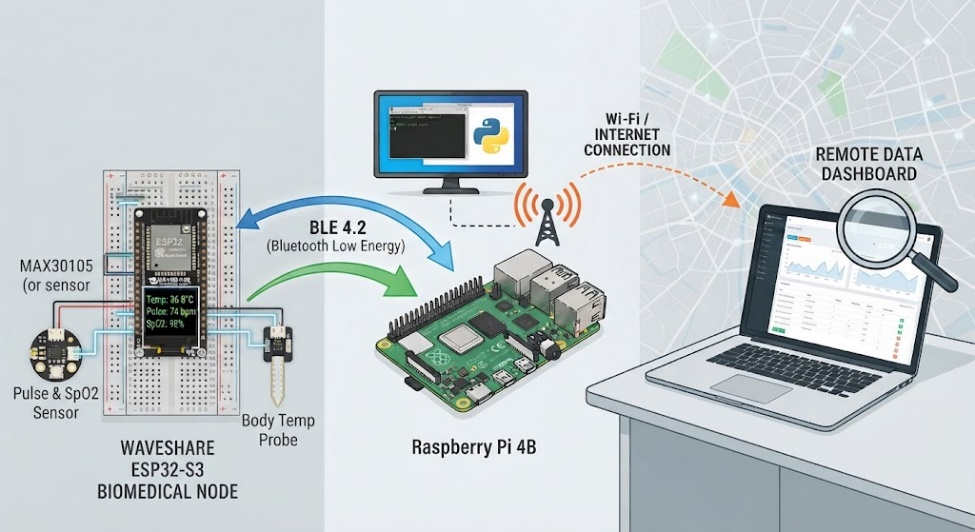 MAX30105
(or sensor
Pulse & SpO2
Sensor
ESP32
Temp: 36 8°C
Pulse: 74 bpm
SpO2: 98%
Body Temp
Probe
WAVESHARE
ESP32-S3
BIOMEDICAL NODE
BLE 4.2
(Bluetooth Low Energy)
Raspberry Pi 4B
Wi-Fi /
INTERNET
CONNECTION
REMOTE DATA
DASHBOARD